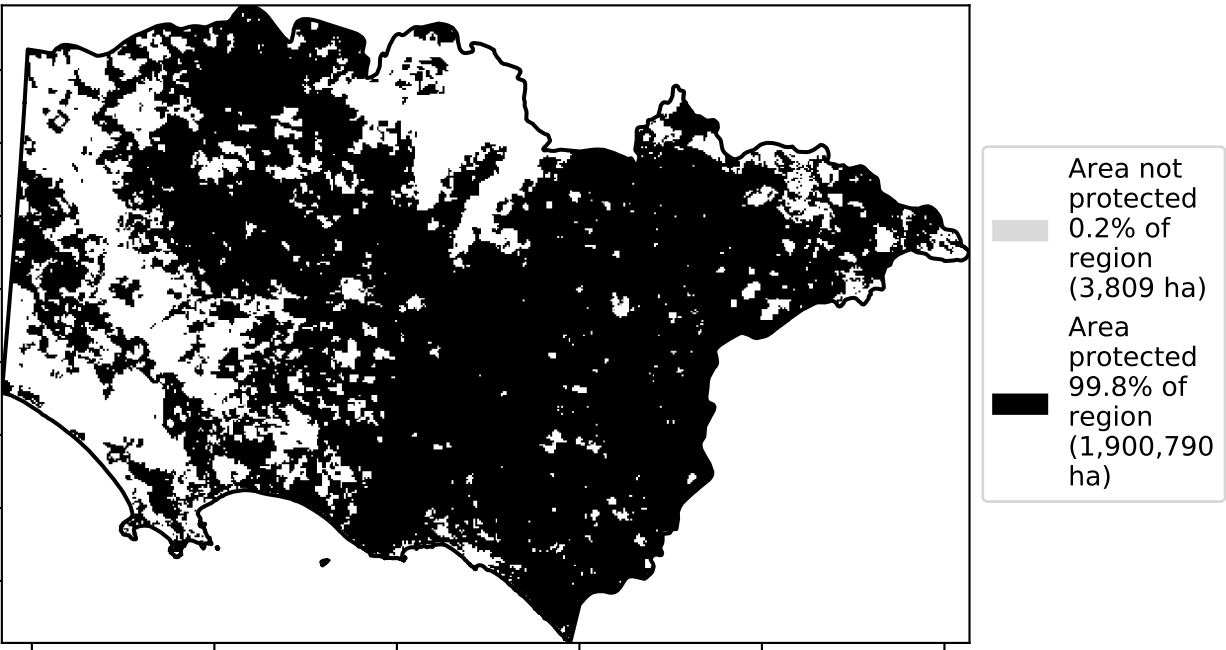 Area not
protected
0.2% of
region
(3,809 ha)
Area
protected
99.8% of
region
(1,900,790
ha)